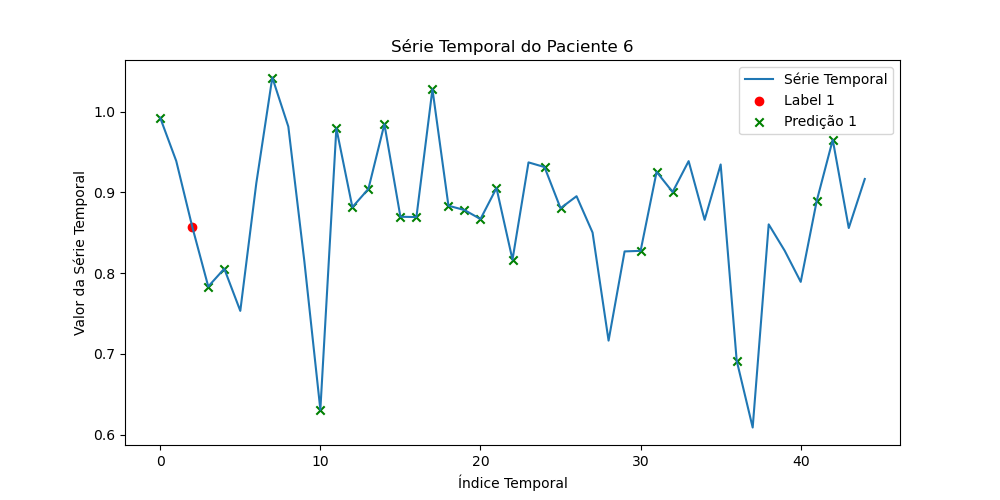 Série Temporal do Paciente 6
Série Temporal
Label 1
Predição 1
Valor da Série Temporal
1.0
0.9
0.8
0.7
0.6
0
10
20
30
40
Índice Temporal